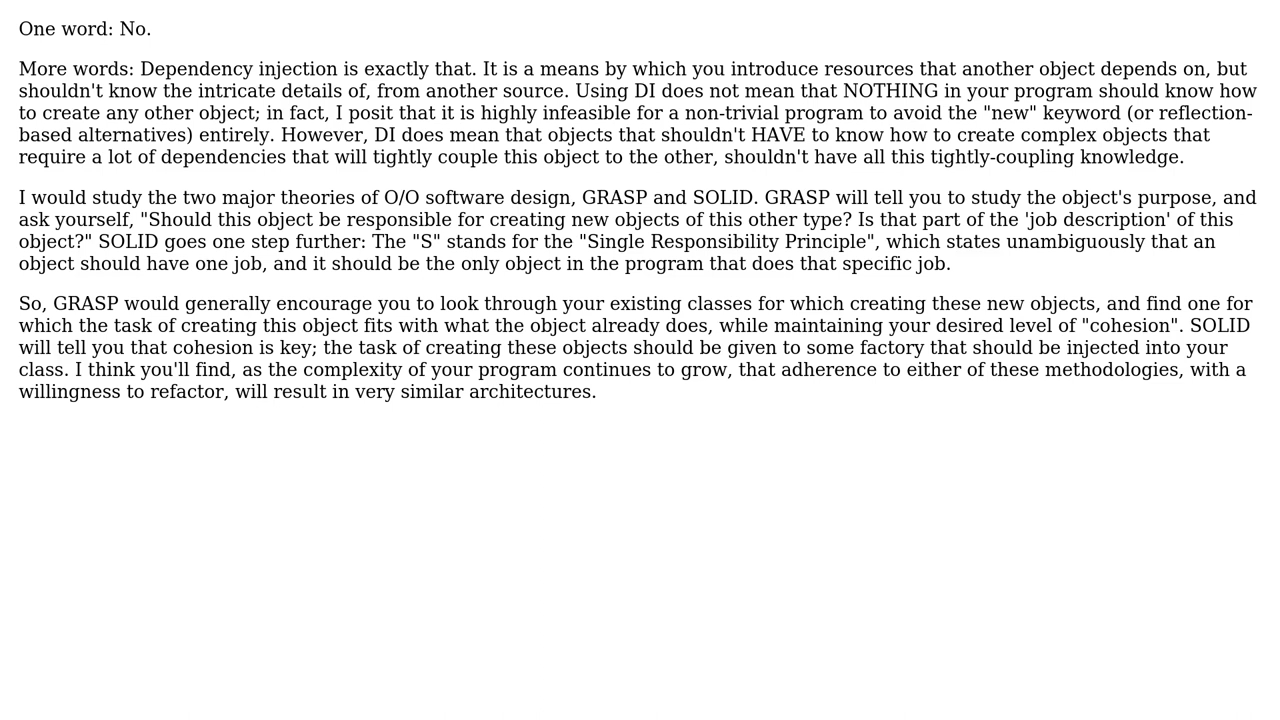 One word: No.
More words: Dependency injection is exactly that. It is a means by which you introduce resources that another object depends on, but
shouldn't know the intricate details of, from another source. Using DI does not mean that NOTHING in your program should know how
to create any other object; in fact, I posit that it is highly infeasible for a non-trivial program to avoid the "new" keyword (or reflection-
based alternatives) entirely. However, DI does mean that objects that shouldn't HAVE to know how to create complex objects that
require a lot of dependencies that will tightly couple this object to the other, shouldn't have all this tightly-coupling knowledge.
I would study the two major theories of O/O software design, GRASP and SOLID. GRASP will tell you to study the object's purpose, and
ask yourself, "Should this object be responsible for creating new objects of this other type? Is that part of the 'job description' of this
object?" SOLID goes one step further: The "S" stands for the "Single Responsibility Principle", which states unambiguously that an
object should have one job, and it should be the only object in the program that does that specific job.
So, GRASP would generally encourage you to look through your existing classes for which creating these new objects, and find one for
which the task of creating this object fits with what the object already does, while maintaining your desired level of "cohesion". SOLID
will tell you that cohesion is key; the task of creating these objects should be given to some factory that should be injected into your
class. I think you'll find, as the complexity of your program continues to grow, that adherence to either of these methodologies, with a
willingness to refactor, will result in very similar architectures.